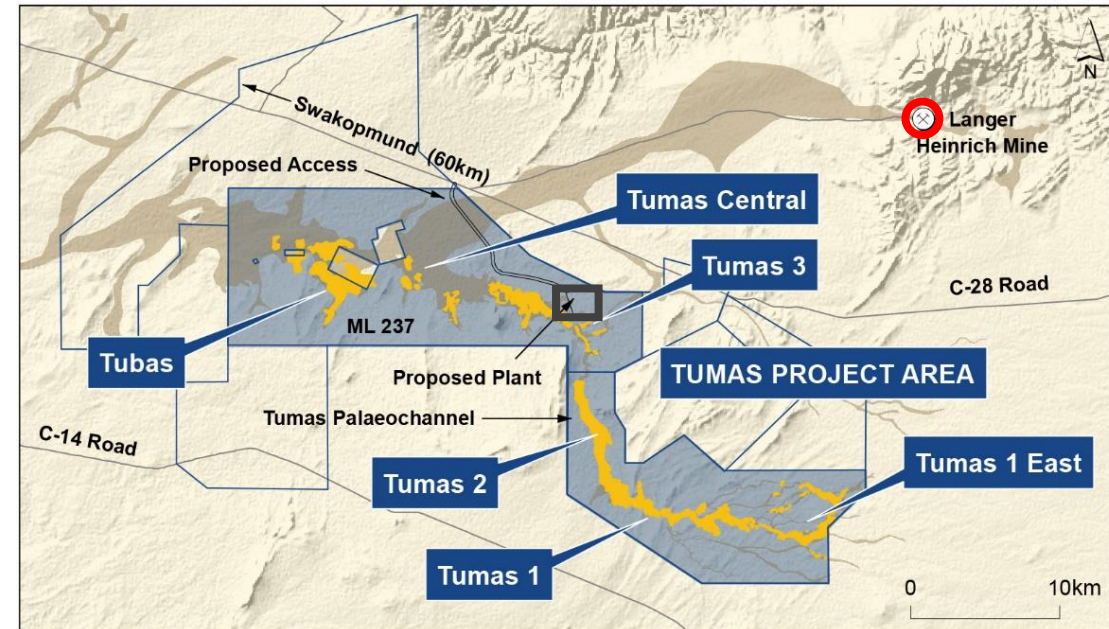 N
Langer
Heinrich Mine
Swakopmund (60km)
Proposed Access
Tumas Central
Tumas 3
C-28 Road
ML 237
Tubas
Proposed Plant
TUMAS PROJECT AREA
Tumas Palaeochannel
C-14 Road
Tumas 2
Tumas 1 East
Tumas 1
0 10km